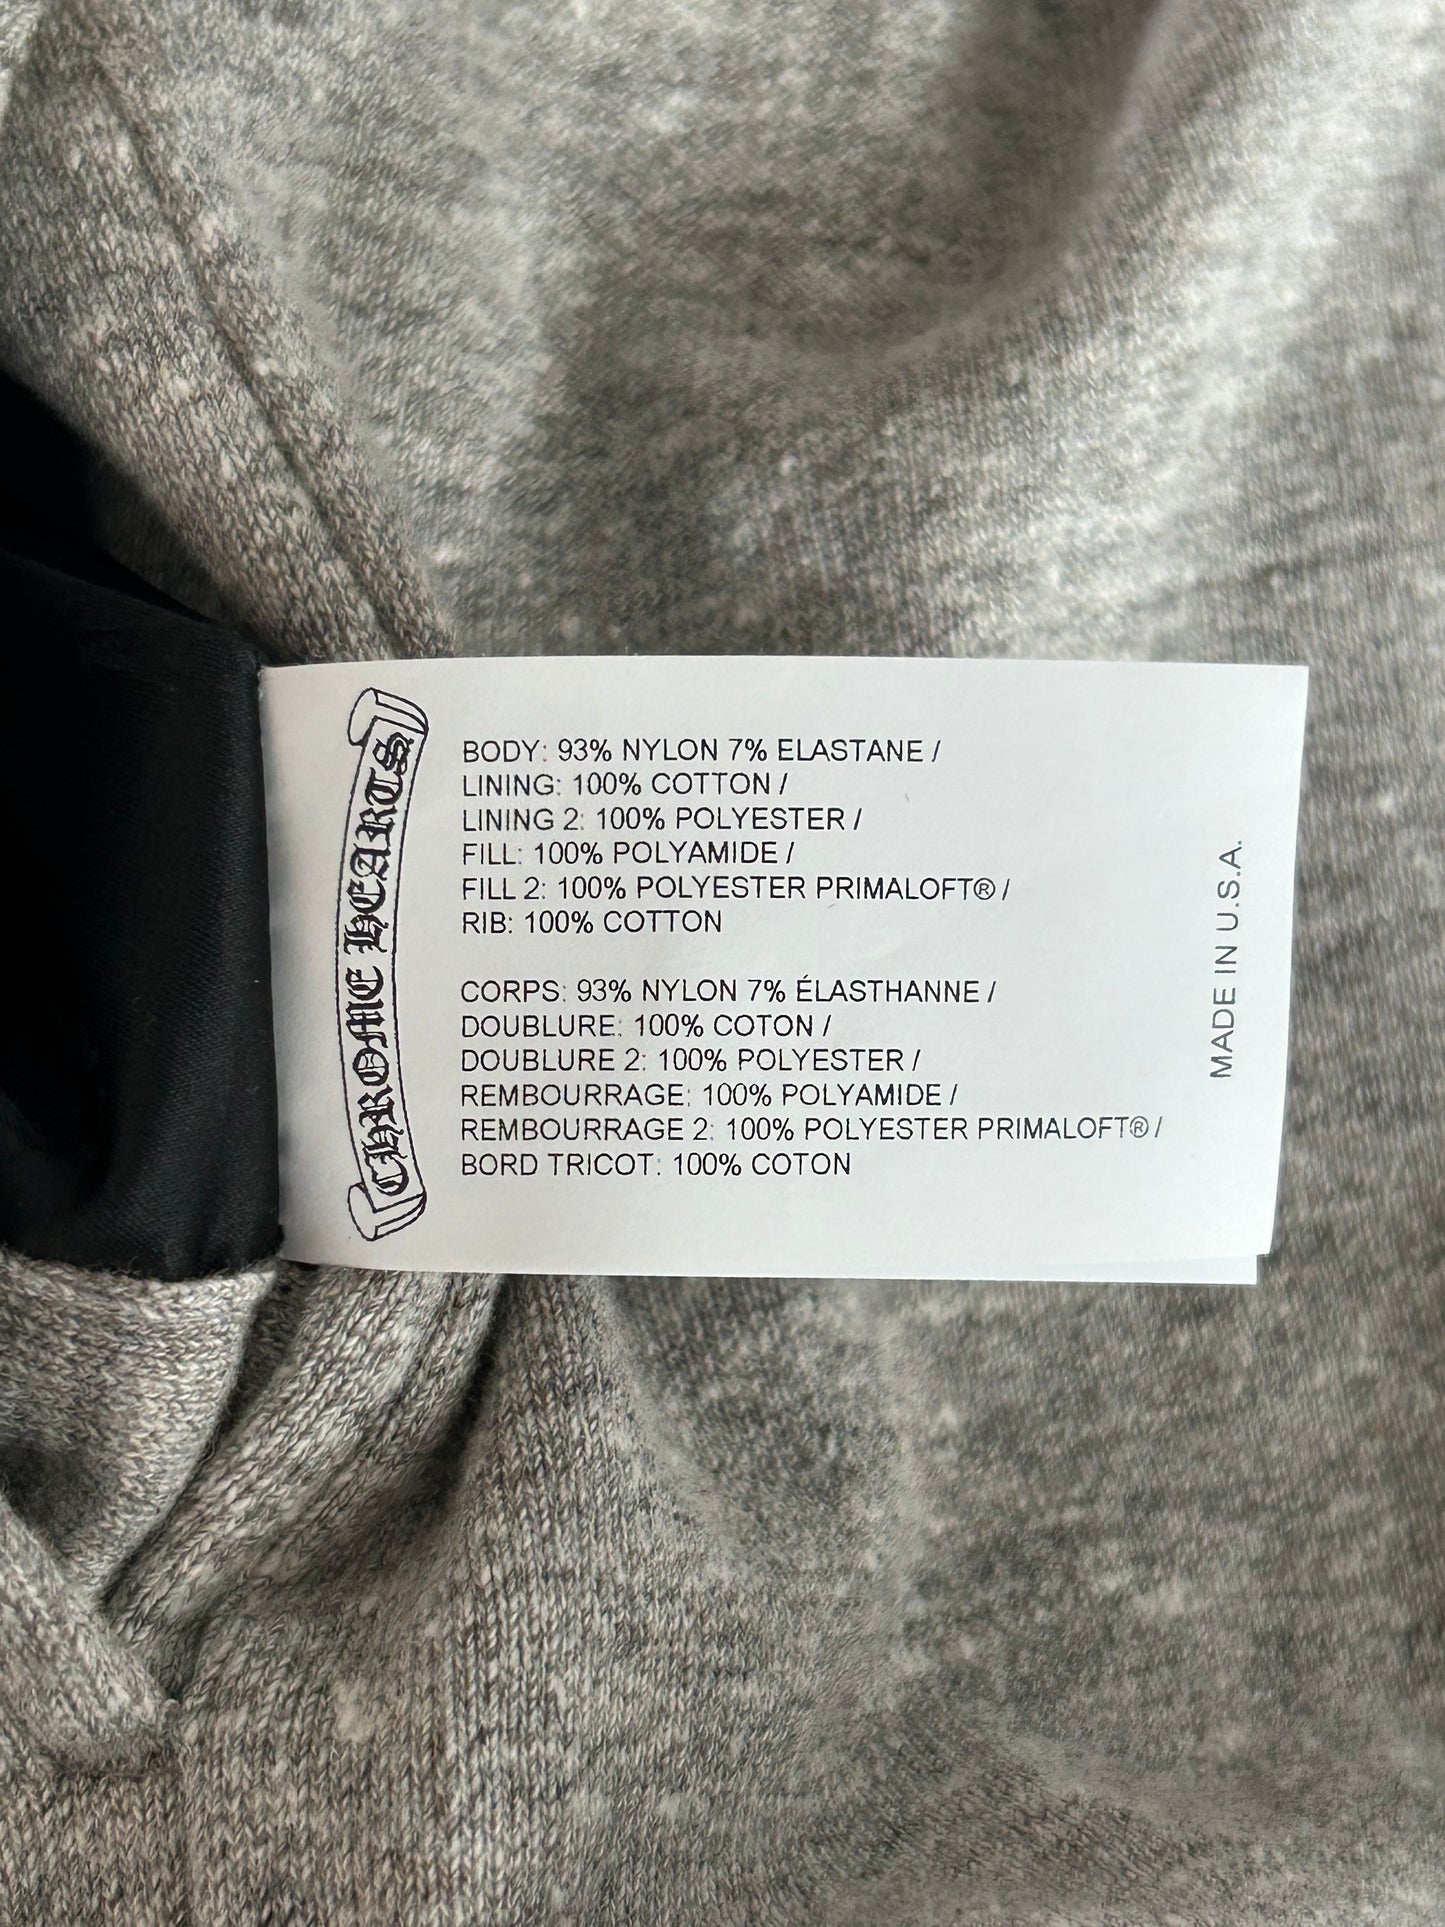 CHROME HEARTS
BODY: 93% NYLON 7% ELASTANE /
LINING: 100% COTTON /
LINING 2: 100% POLYESTER /
FILL: 100% POLYAMIDE /
FILL 2: 100% POLYESTER PRIMALOFT® /
RIB: 100% COTTON
CORPS: 93% NYLON 7% ÉLASTHANNE /
DOUBLURE: 100% COTON /
DOUBLURE 2: 100% POLYESTER /
REMBOURRAGE: 100% POLYAMIDE /
REMBOURRAGE 2: 100% POLYESTER PRIMALOFT® /
BORD TRICOT: 100% COTON
MADE IN U.S.A.